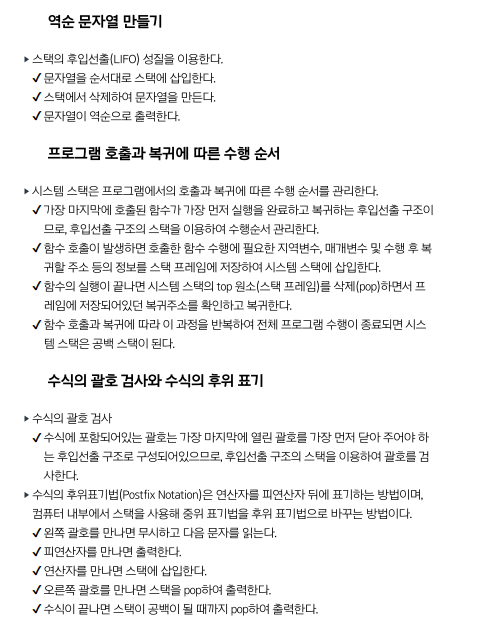 역순 문자열 만들기
▸ 스택의 후입선출(LIFO) 성질을 이용한다.
✔ 문자열을 순서대로 스택에 삽입한다.
✔ 스택에서 삭제하여 문자열을 만든다.
✔ 문자열이 역순으로 출력한다.
프로그램 호출과 복귀에 따른 수행 순서
▸ 시스템 스택은 프로그램에서의 호출과 복귀에 따른 수행 순서를 관리한다.
✔ 가장 마지막에 호출된 함수가 가장 먼저 실행을 완료하고 복귀하는 후입선출 구조이
므로, 후입선출 구조의 스택을 이용하여 수행순서 관리한다.
✔ 함수 호출이 발생하면 호출한 함수 수행에 필요한 지역변수, 매개변수 및 수행 후 복
귀할 주소 등의 정보를 스택 프레임에 저장하여 시스템 스택에 삽입한다.
✔ 함수의 실행이 끝나면 시스템 스택의 top 원소(스택 프레임)를 삭제(pop)하면서 프
레임에 저장되어있던 복귀주소를 확인하고 복귀한다.
✔ 함수 호출과 복귀에 따라 이 과정을 반복하여 전체 프로그램 수행이 종료되면 시스
템 스택은 공백 스택이 된다.
수식의 괄호 검사와 수식의 후위 표기
▸ 수식의 괄호 검사
✔ 수식에 포함되어있는 괄호는 가장 마지막에 열린 괄호를 가장 먼저 닫아 주어야 하
는 후입선출 구조로 구성되어있으므로, 후입선출 구조의 스택을 이용하여 괄호를 검
사한다.
▸ 수식의 후위표기법(Postfix Notation)은 연산자를 피연산자 뒤에 표기하는 방법이며,
컴퓨터 내부에서 스택을 사용해 중위 표기법을 후위 표기법으로 바꾸는 방법이다.
✔ 왼쪽 괄호를 만나면 무시하고 다음 문자를 읽는다.
✔ 피연산자를 만나면 출력한다.
✔ 연산자를 만나면 스택에 삽입한다.
✔ 오른쪽 괄호를 만나면 스택을 pop하여 출력한다.
✔ 수식이 끝나면 스택이 공백이 될 때까지 pop하여 출력한다.